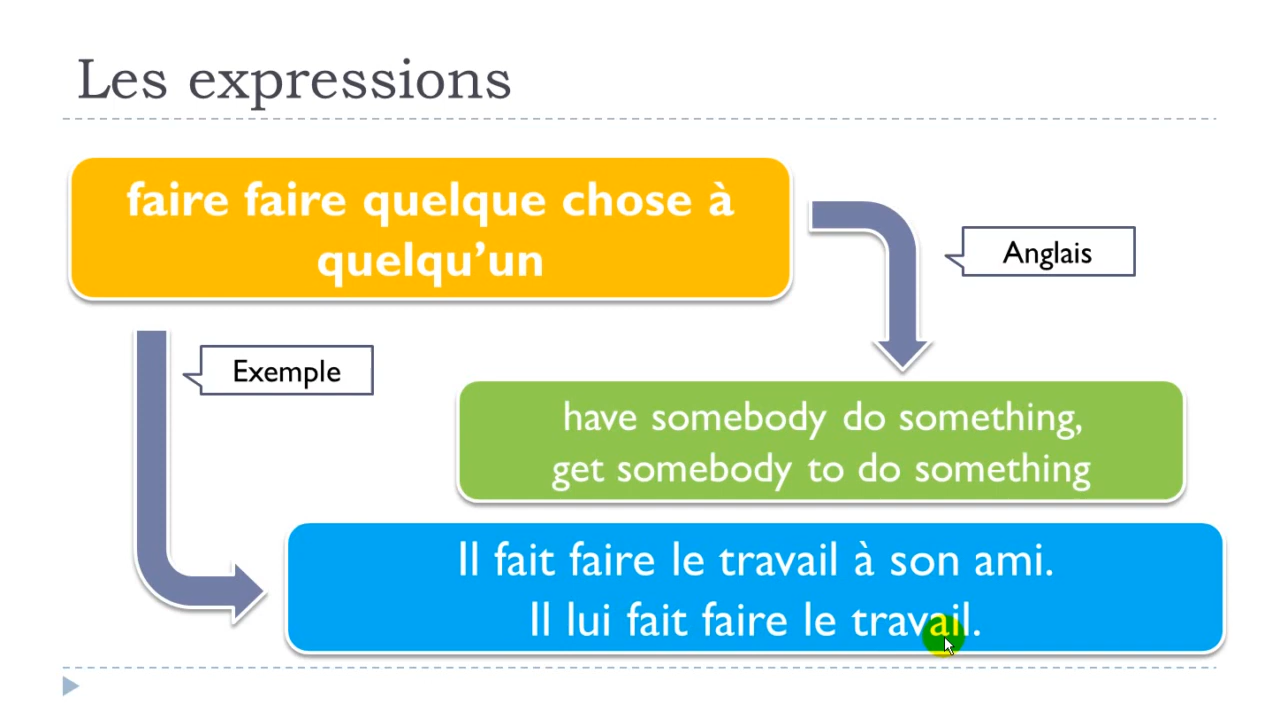 Les expressions
faire faire quelque chose à
quelqu’un
Anglais
Exemple
have somebody do something,
get somebody to do something
Il fait faire le travail à son ami.
Il lui fait faire le travail.